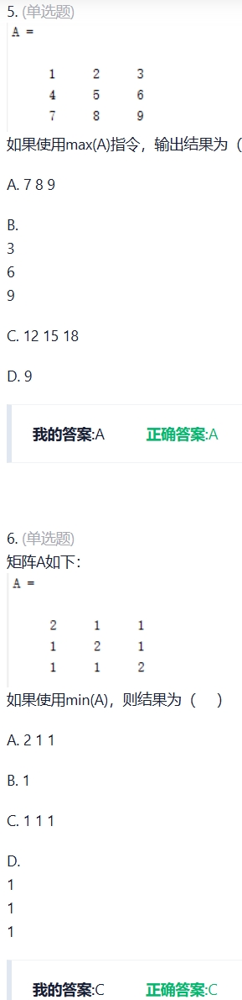 5. (单选题)
A =
1 2 3
4 5 6
7 8 9
如果使用max(A)指令，输出结果为（
A. 7 8 9
B.
3
6
9
C. 12 15 18
D. 9
我的答案:A 正确答案:A
6. (单选题)
矩阵A如下：
A =
2 1 1
1 2 1
1 1 2
如果使用min(A)，则结果为（ ）
A. 2 1 1
B. 1
C. 1 1 1
D.
1
1
1
我的答案:C 正确答案:C